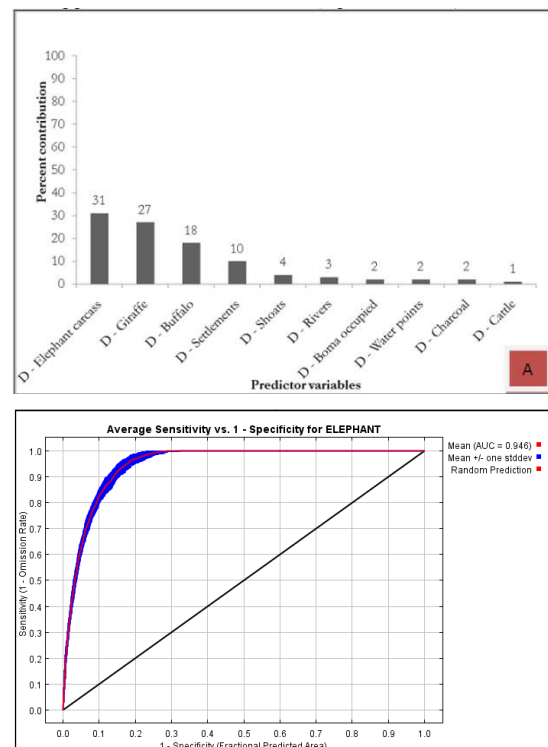 100
90
80
70
60
50
40
30
20
10
0
Percent contribution
31
27
18
10
4
3
2
2
2
1
D - Elephant carcass
D - Giraffe
D - Buffalo
D - Settlements
D - Shoats
D - Rivers
D - Boma occupied
D - Water points
D - Charcoal
D - Cattle
Predictor variables
A
Average Sensitivity vs. 1 - Specificity for ELEPHANT
Mean (AUC = 0.946)
Mean +/- one stddev
Random Prediction
1.0
0.9
0.8
0.7
0.6
0.5
0.4
0.3
0.2
0.1
0.0
Sensitivity (1 - Omission Rate)
0.0 0.1 0.2 0.3 0.4 0.5 0.6 0.7 0.8 0.9 1.0
1 - Specificity (Fractional Predicted Area)